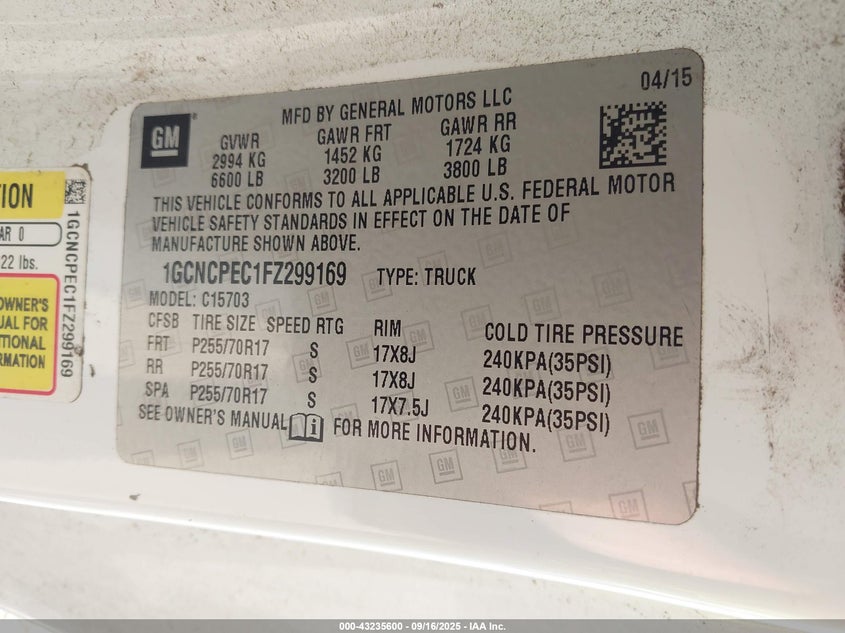 04/15
MFD BY GENERAL MOTORS LLC
GM
GVWR GAWR FRT GAWR RR
2994 KG 1452 KG 1724 KG
6600 LB 3200 LB 3800 LB
THIS VEHICLE CONFORMS TO ALL APPLICABLE U.S. FEDERAL MOTOR
VEHICLE SAFETY STANDARDS IN EFFECT ON THE DATE OF
MANUFACTURE SHOWN ABOVE.
1GCNCPEC1FZ299169 TYPE: TRUCK
MODEL: C15703
CFSB TIRE SIZE SPEED RTG RIM COLD TIRE PRESSURE
FRT P255/70R17 S 17X8J 240KPA(35PSI)
RR P255/70R17 S 17X8J 240KPA(35PSI)
SPA P255/70R17 S 17X7.5J 240KPA(35PSI)
SEE OWNER'S MANUAL FOR MORE INFORMATION.
TION
AR 0
22 lbs.
OWNER'S
UAL FOR
ITIONAL
RMATION
1GCNCPEC1FZ299169
000-43235600 - 09/16/2025 - IAA Inc.